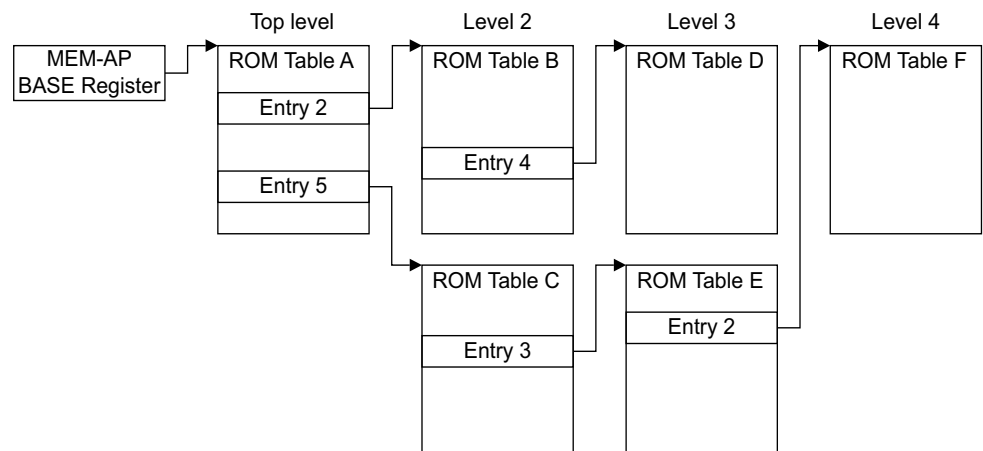 Top level
Level 2
Level 3
Level 4
MEM-AP
BASE Register
ROM Table A
Entry 2
Entry 5
ROM Table B
Entry 4
ROM Table D
ROM Table F
ROM Table C
Entry 3
ROM Table E
Entry 2